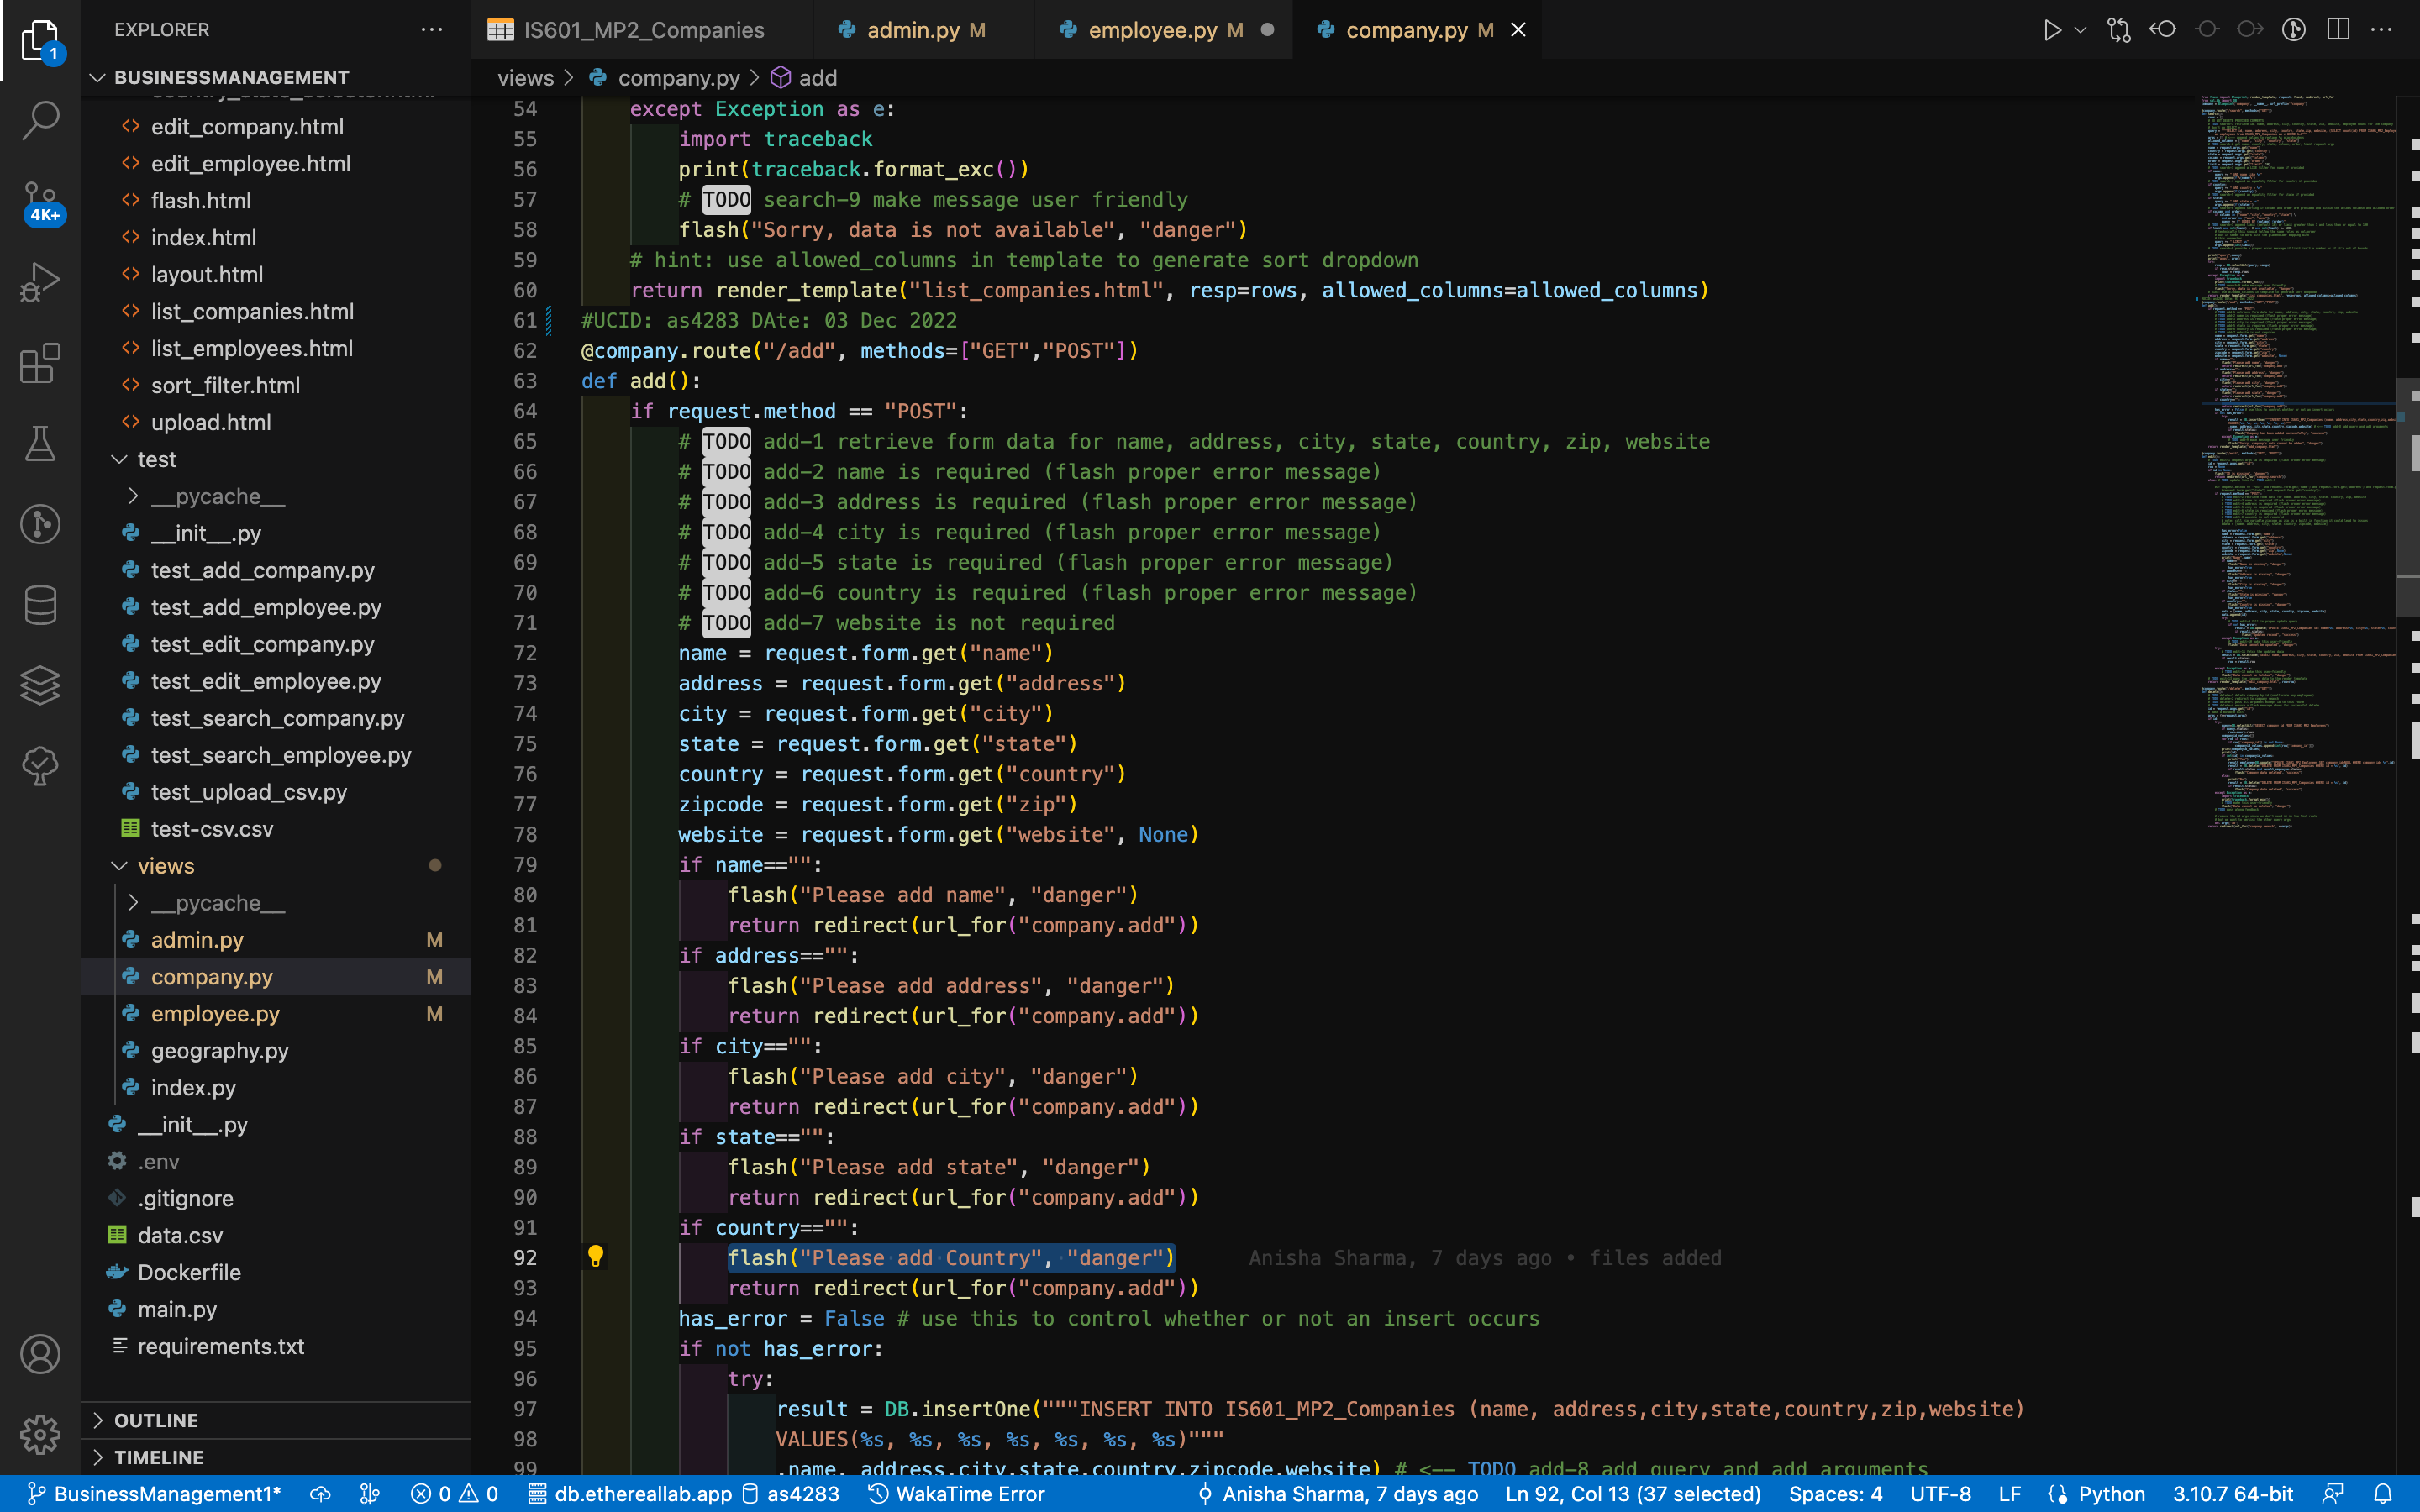 EXPLORER
IS601_MP2_Companies
admin.py M
employee.py M
company.py M
BUSINESSMANAGEMENT
views > company.py > add
1
4K+
edit_company.html
edit_employee.html
flash.html
index.html
layout.html
list_companies.html
list_employees.html
sort_filter.html
upload.html
test
__pycache__
__init__.py
test_add_company.py
test_add_employee.py
test_edit_company.py
test_edit_employee.py
test_search_company.py
test_search_employee.py
test_upload_csv.py
test-csv.csv
views
__pycache__
admin.py M
company.py M
employee.py M
geography.py
index.py
__init__.py
.env
.gitignore
data.csv
Dockerfile
main.py
requirements.txt
OUTLINE
TIMELINE
54 except Exception as e:
55 import traceback
56 print(traceback.format_exc())
57 # TODO search-9 make message user friendly
58 flash("Sorry, data is not available", "danger")
59 # hint: use allowed_columns in template to generate sort dropdown
60 return render_template("list_companies.html", resp=rows, allowed_columns=allowed_columns)
61 #UCID: as4283 DAte: 03 Dec 2022
62 @company.route("/add", methods=["GET","POST"])
63 def add():
64 if request.method == "POST":
65 # TODO add-1 retrieve form data for name, address, city, state, country, zip, website
66 # TODO add-2 name is required (flash proper error message)
67 # TODO add-3 address is required (flash proper error message)
68 # TODO add-4 city is required (flash proper error message)
69 # TODO add-5 state is required (flash proper error message)
70 # TODO add-6 country is required (flash proper error message)
71 # TODO add-7 website is not required
72 name = request.form.get("name")
73 address = request.form.get("address")
74 city = request.form.get("city")
75 state = request.form.get("state")
76 country = request.form.get("country")
77 zipcode = request.form.get("zip")
78 website = request.form.get("website", None)
79 if name=="":
80 flash("Please add name", "danger")
81 return redirect(url_for("company.add"))
82 if address=="":
83 flash("Please add address", "danger")
84 return redirect(url_for("company.add"))
85 if city=="":
86 flash("Please add city", "danger")
87 return redirect(url_for("company.add"))
88 if state=="":
89 flash("Please add state", "danger")
90 return redirect(url_for("company.add"))
91 if country=="":
92 flash("Please add Country", "danger") Anisha Sharma, 7 days ago • files added
93 return redirect(url_for("company.add"))
94 has_error = False # use this to control whether or not an insert occurs
95 if not has_error:
96 try:
97 result = DB.insertOne("""INSERT INTO IS601_MP2_Companies (name, address,city,state,country,zip,website)
98 VALUES(%s, %s, %s, %s, %s, %s, %s)"""
99 ,name, address,city,state,country,zipcode,website) # <-- TODO add-8 add query and add arguments
BusinessManagement1* 0 0 db.ethereallab.app as4283 WakaTime Error Anisha Sharma, 7 days ago Ln 92, Col 13 (37 selected) Spaces: 4 UTF-8 LF Python 3.10.7 64-bit